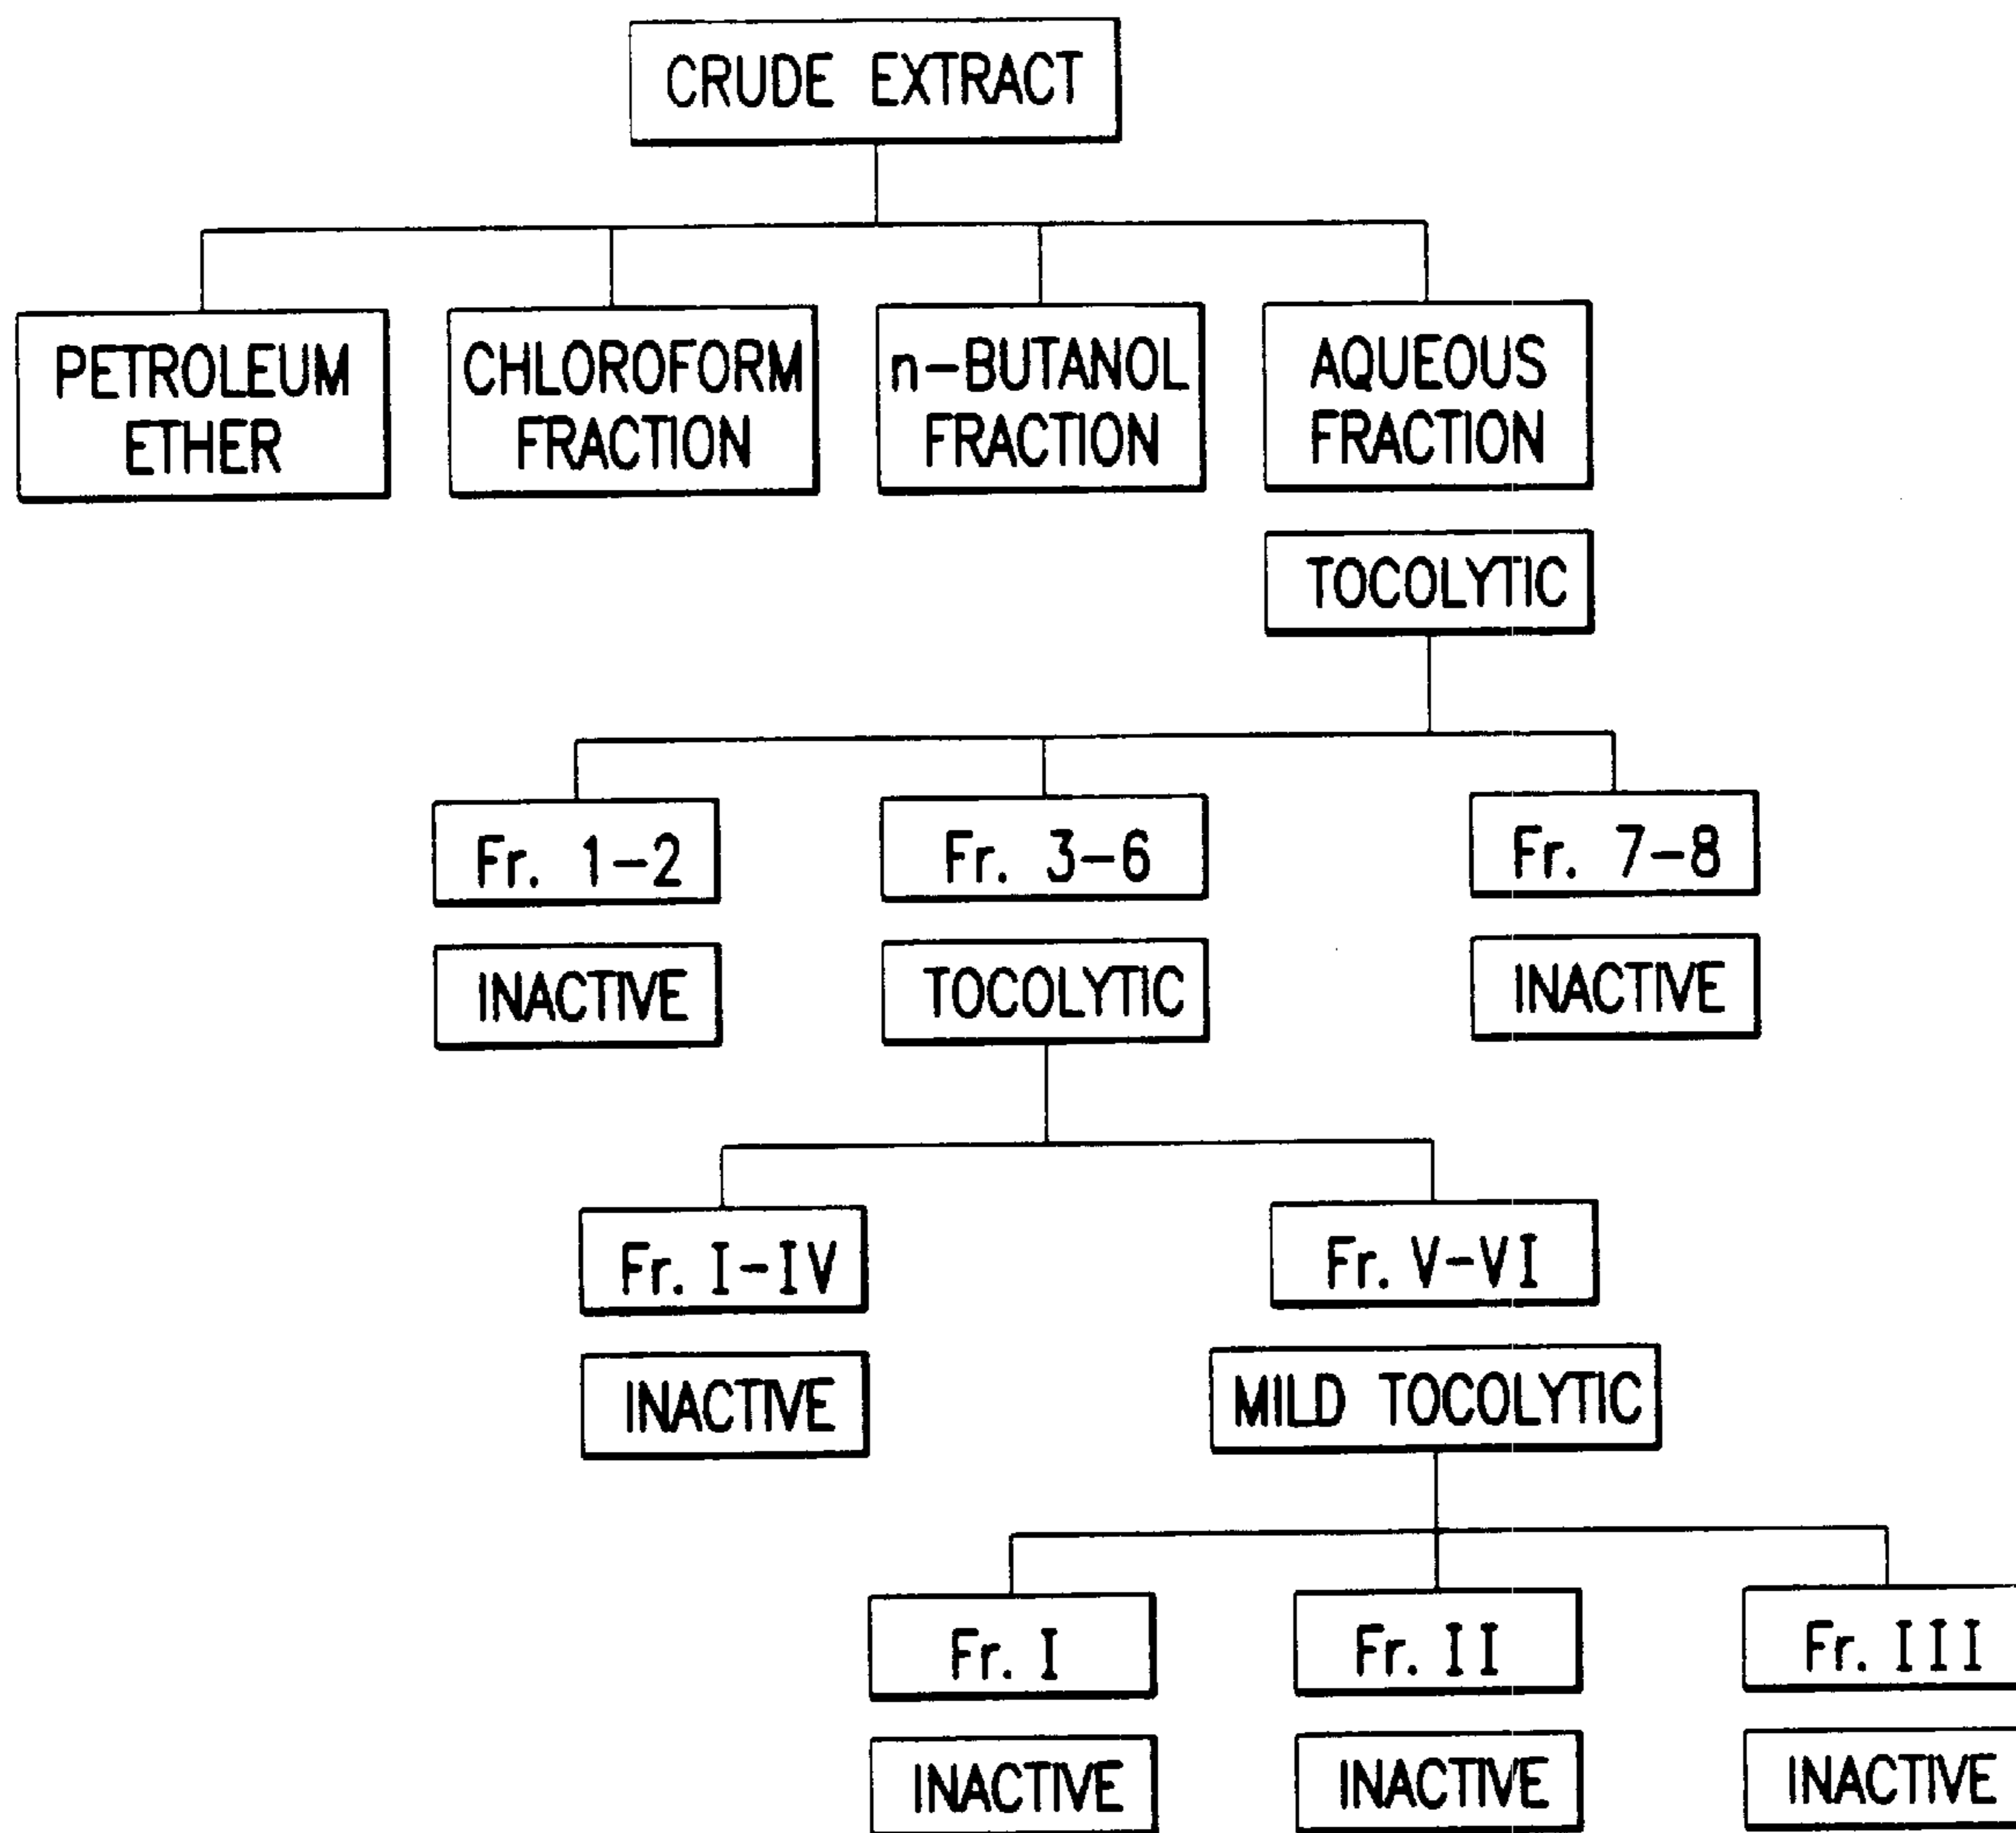 CRUDE EXTRACT
PETROLEUM
ETHER
CHLOROFORM
FRACTION
n-BUTANOL
FRACTION
AQUEOUS
FRACTION
TOCOLYTIC
Fr. 1-2
Fr. 3-6
Fr. 7-8
INACTIVE
TOCOLYTIC
INACTIVE
Fr. I-IV
Fr. V-VI
INACTIVE
MILD TOCOLYTIC
Fr. I
Fr. II
Fr. III
INACTIVE
INACTIVE
INACTIVE